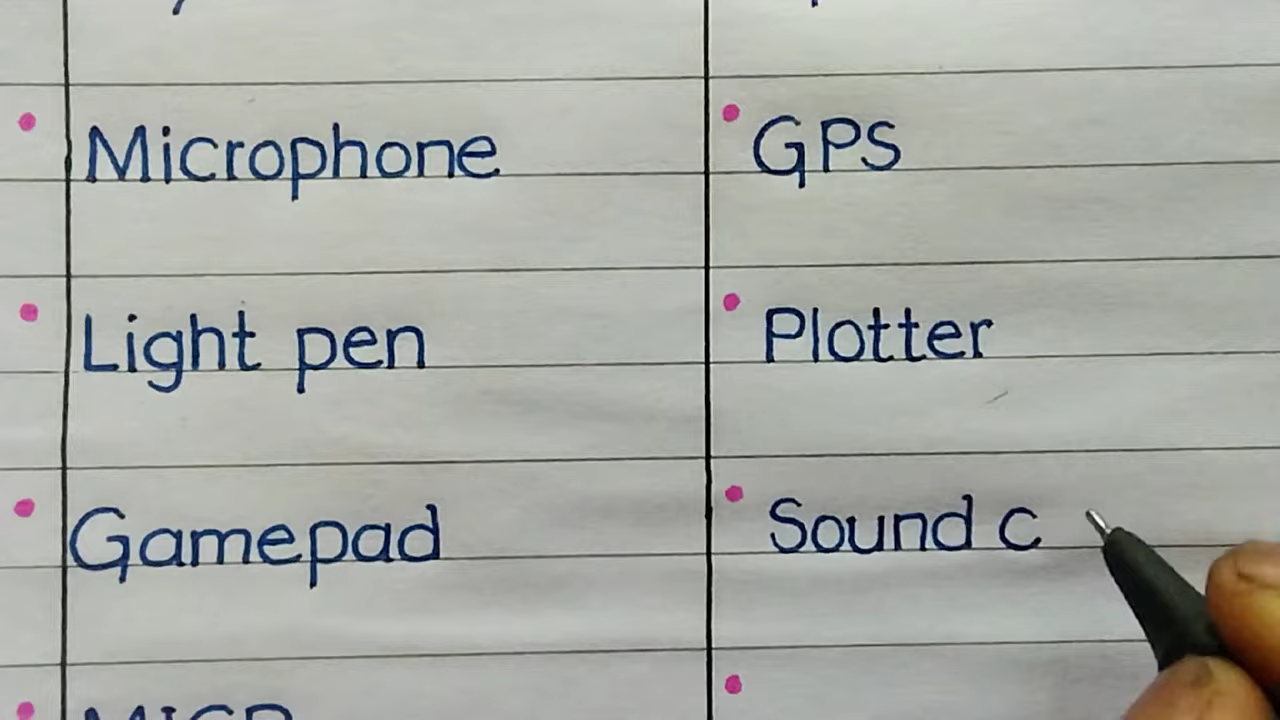 Microphone
GPS
Light pen
Plotter
Gamepad
Sound c